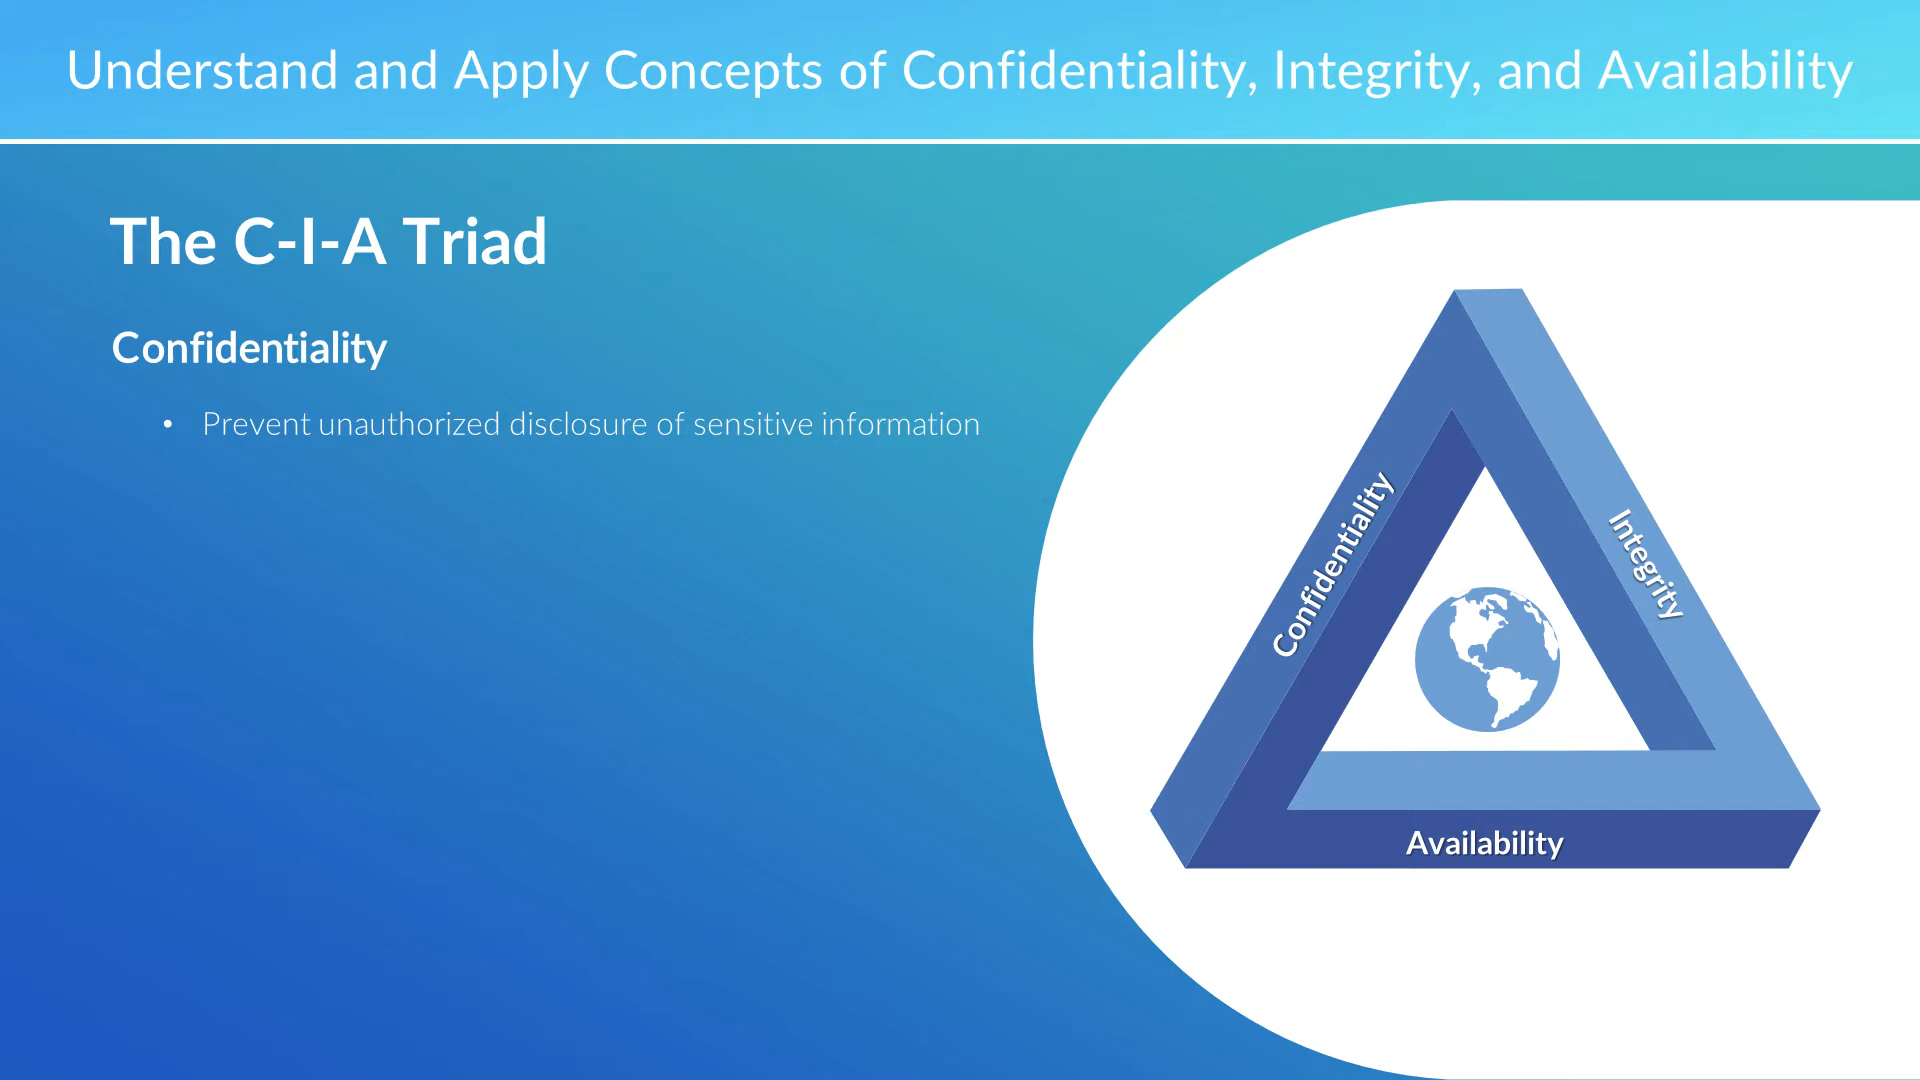 Understand and Apply Concepts of Confidentiality, Integrity, and Availability
The C-I-A Triad
Confidentiality
• Prevent unauthorized disclosure of sensitive information
Confidentiality
Integrity
Availability